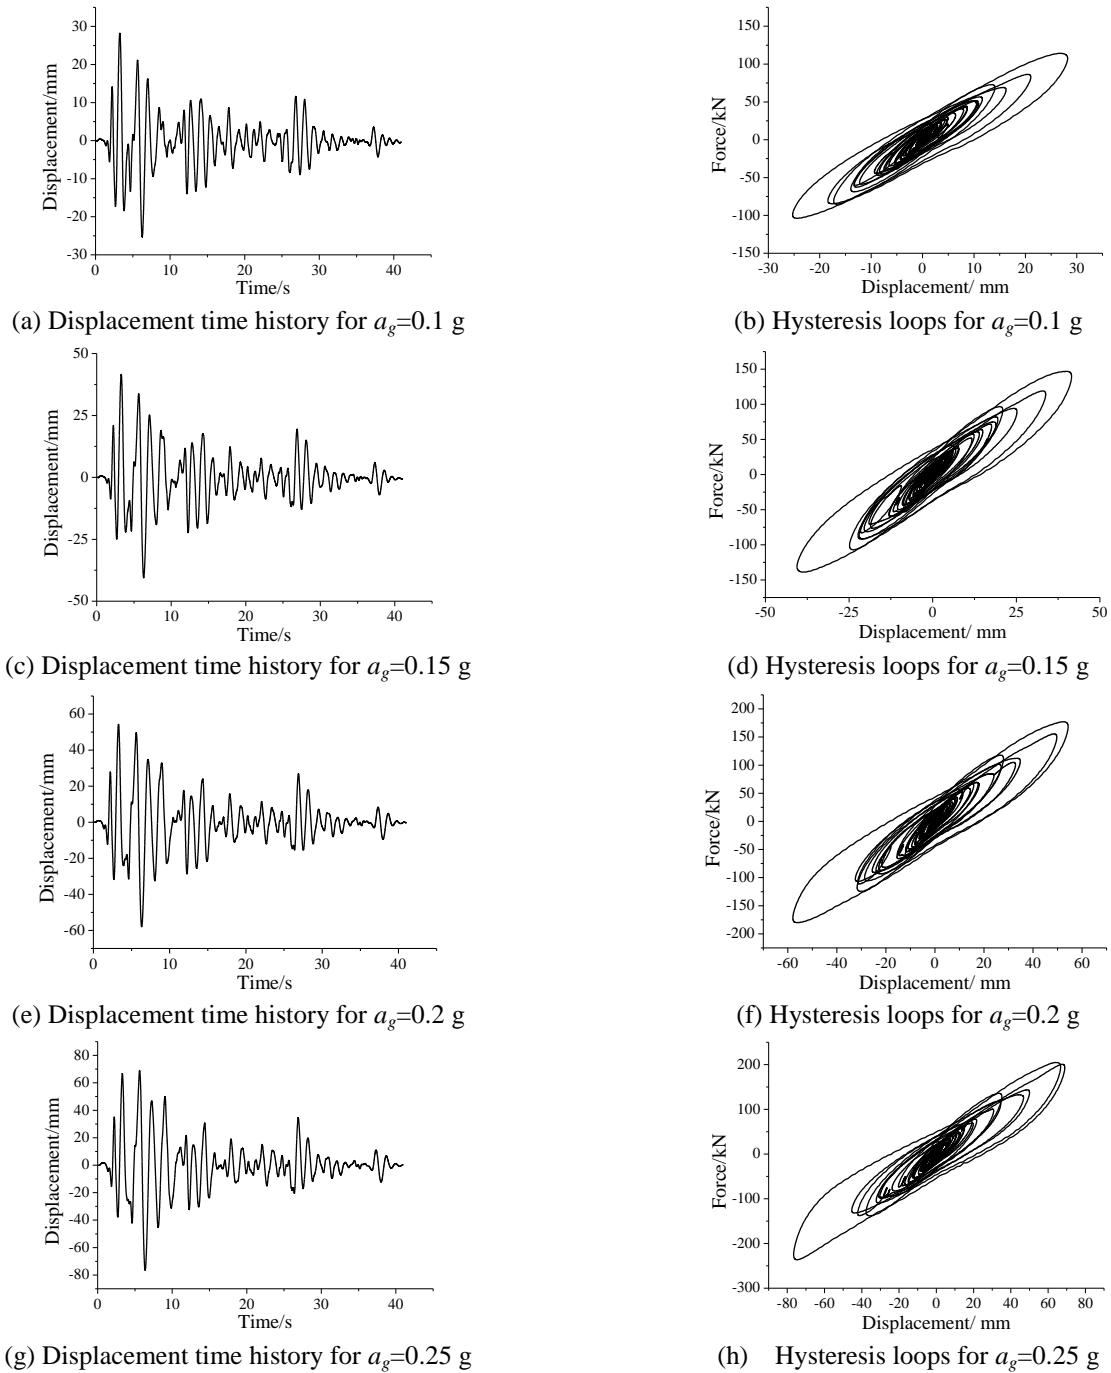 30
20
10
0
-10
-20
-30
Displacement/mm
0 10 20 30 40
Time/s
150
100
50
0
-50
-100
-150
Force/kN
-30 -20 -10 0 10 20 30
Displacement/ mm
(a) Displacement time history for ag=0.1 g
(b) Hysteresis loops for ag=0.1 g
50
25
0
-25
-50
Displacement/mm
0 10 20 30 40
Time/s
150
100
50
0
-50
-100
-150
Force/kN
-50 -25 0 25 50
Displacement/ mm
(c) Displacement time history for ag=0.15 g
(d) Hysteresis loops for ag=0.15 g
60
40
20
0
-20
-40
-60
Displacement/mm
0 10 20 30 40
Time/s
200
150
100
50
0
-50
-100
-150
-200
Force/kN
-60 -40 -20 0 20 40 60
Displacement/ mm
(e) Displacement time history for ag=0.2 g
(f) Hysteresis loops for ag=0.2 g
80
60
40
20
0
-20
-40
-60
-80
Displacement/mm
0 10 20 30 40
Time/s
200
100
0
-100
-200
-300
Force/kN
-80 -60 -40 -20 0 20 40 60 80
Displacement/ mm
(g) Displacement time history for ag=0.25 g
(h) Hysteresis loops for ag=0.25 g